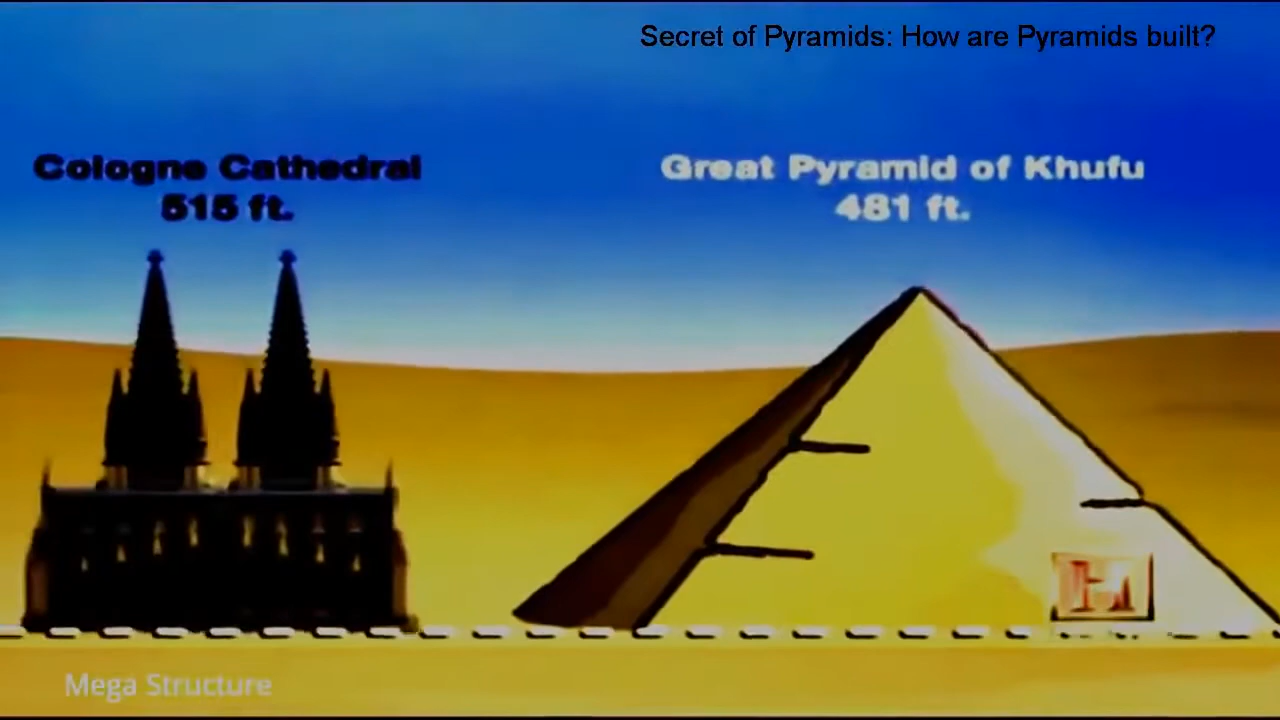 Secret of Pyramids: How are Pyramids built?
Cologne Cathedral
515 ft.
Great Pyramid of Khufu
481 ft.
H
Mega Structure